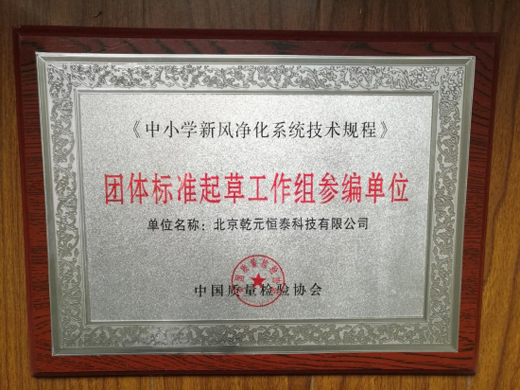 《中小学新风净化系统技术规程》
团体标准起草工作组参编单位
单位名称：北京乾元恒泰科技有限公司
中国质量检验协会